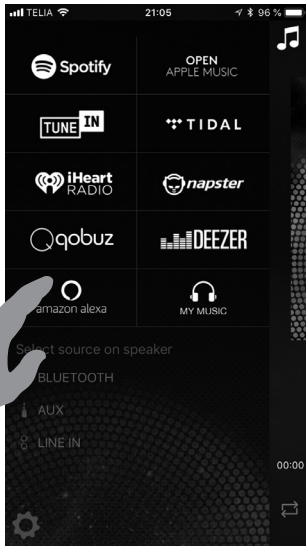 TELIA 21:05 96 %
Spotify
OPEN
APPLE MUSIC
TUNE IN
TIDAL
iHeart
RADIO
napster
qobuz
DEEZER
amazon alexa
MY MUSIC
Select source on speaker
BLUETOOTH
AUX
LINE IN
00:00